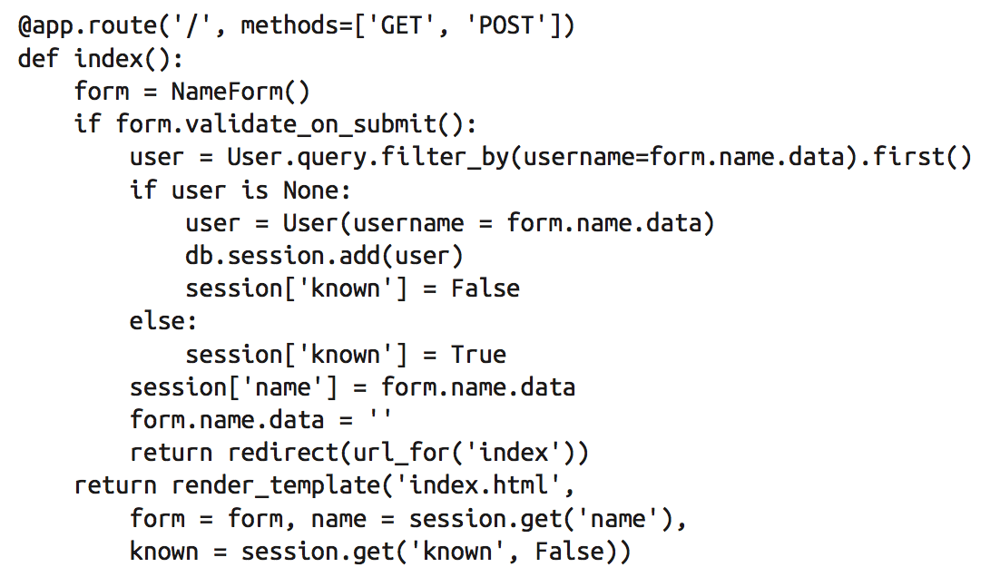 @app.route('/', methods=['GET', 'POST'])
def index():
    form = NameForm()
    if form.validate_on_submit():
        user = User.query.filter_by(username=form.name.data).first()
        if user is None:
            user = User(username = form.name.data)
            db.session.add(user)
            session['known'] = False
        else:
            session['known'] = True
        session['name'] = form.name.data
        form.name.data = ''
        return redirect(url_for('index'))
    return render_template('index.html',
        form = form, name = session.get('name'),
        known = session.get('known', False))